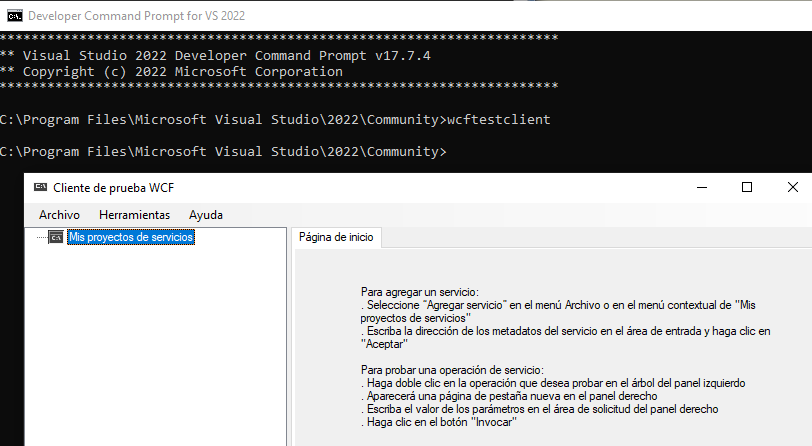 Developer Command Prompt for VS 2022
**********************************************************************
** Visual Studio 2022 Developer Command Prompt v17.7.4
** Copyright (c) 2022 Microsoft Corporation
**********************************************************************
C:\Program Files\Microsoft Visual Studio\2022\Community>wcftestclient
C:\Program Files\Microsoft Visual Studio\2022\Community>
Cliente de prueba WCF
Archivo Herramientas Ayuda
Mis proyectos de servicios
Página de inicio
Para agregar un servicio:
. Seleccione "Agregar servicio" en el menú Archivo o en el menú contextual de "Mis
proyectos de servicios"
. Escriba la dirección de los metadatos del servicio en el área de entrada y haga clic en
"Aceptar"
Para probar una operación de servicio:
. Haga doble clic en la operación que desea probar en el árbol del panel izquierdo
. Aparecerá una página de pestaña nueva en el panel derecho
. Escriba el valor de los parámetros en el área de solicitud del panel derecho
. Haga clic en el botón "Invocar"